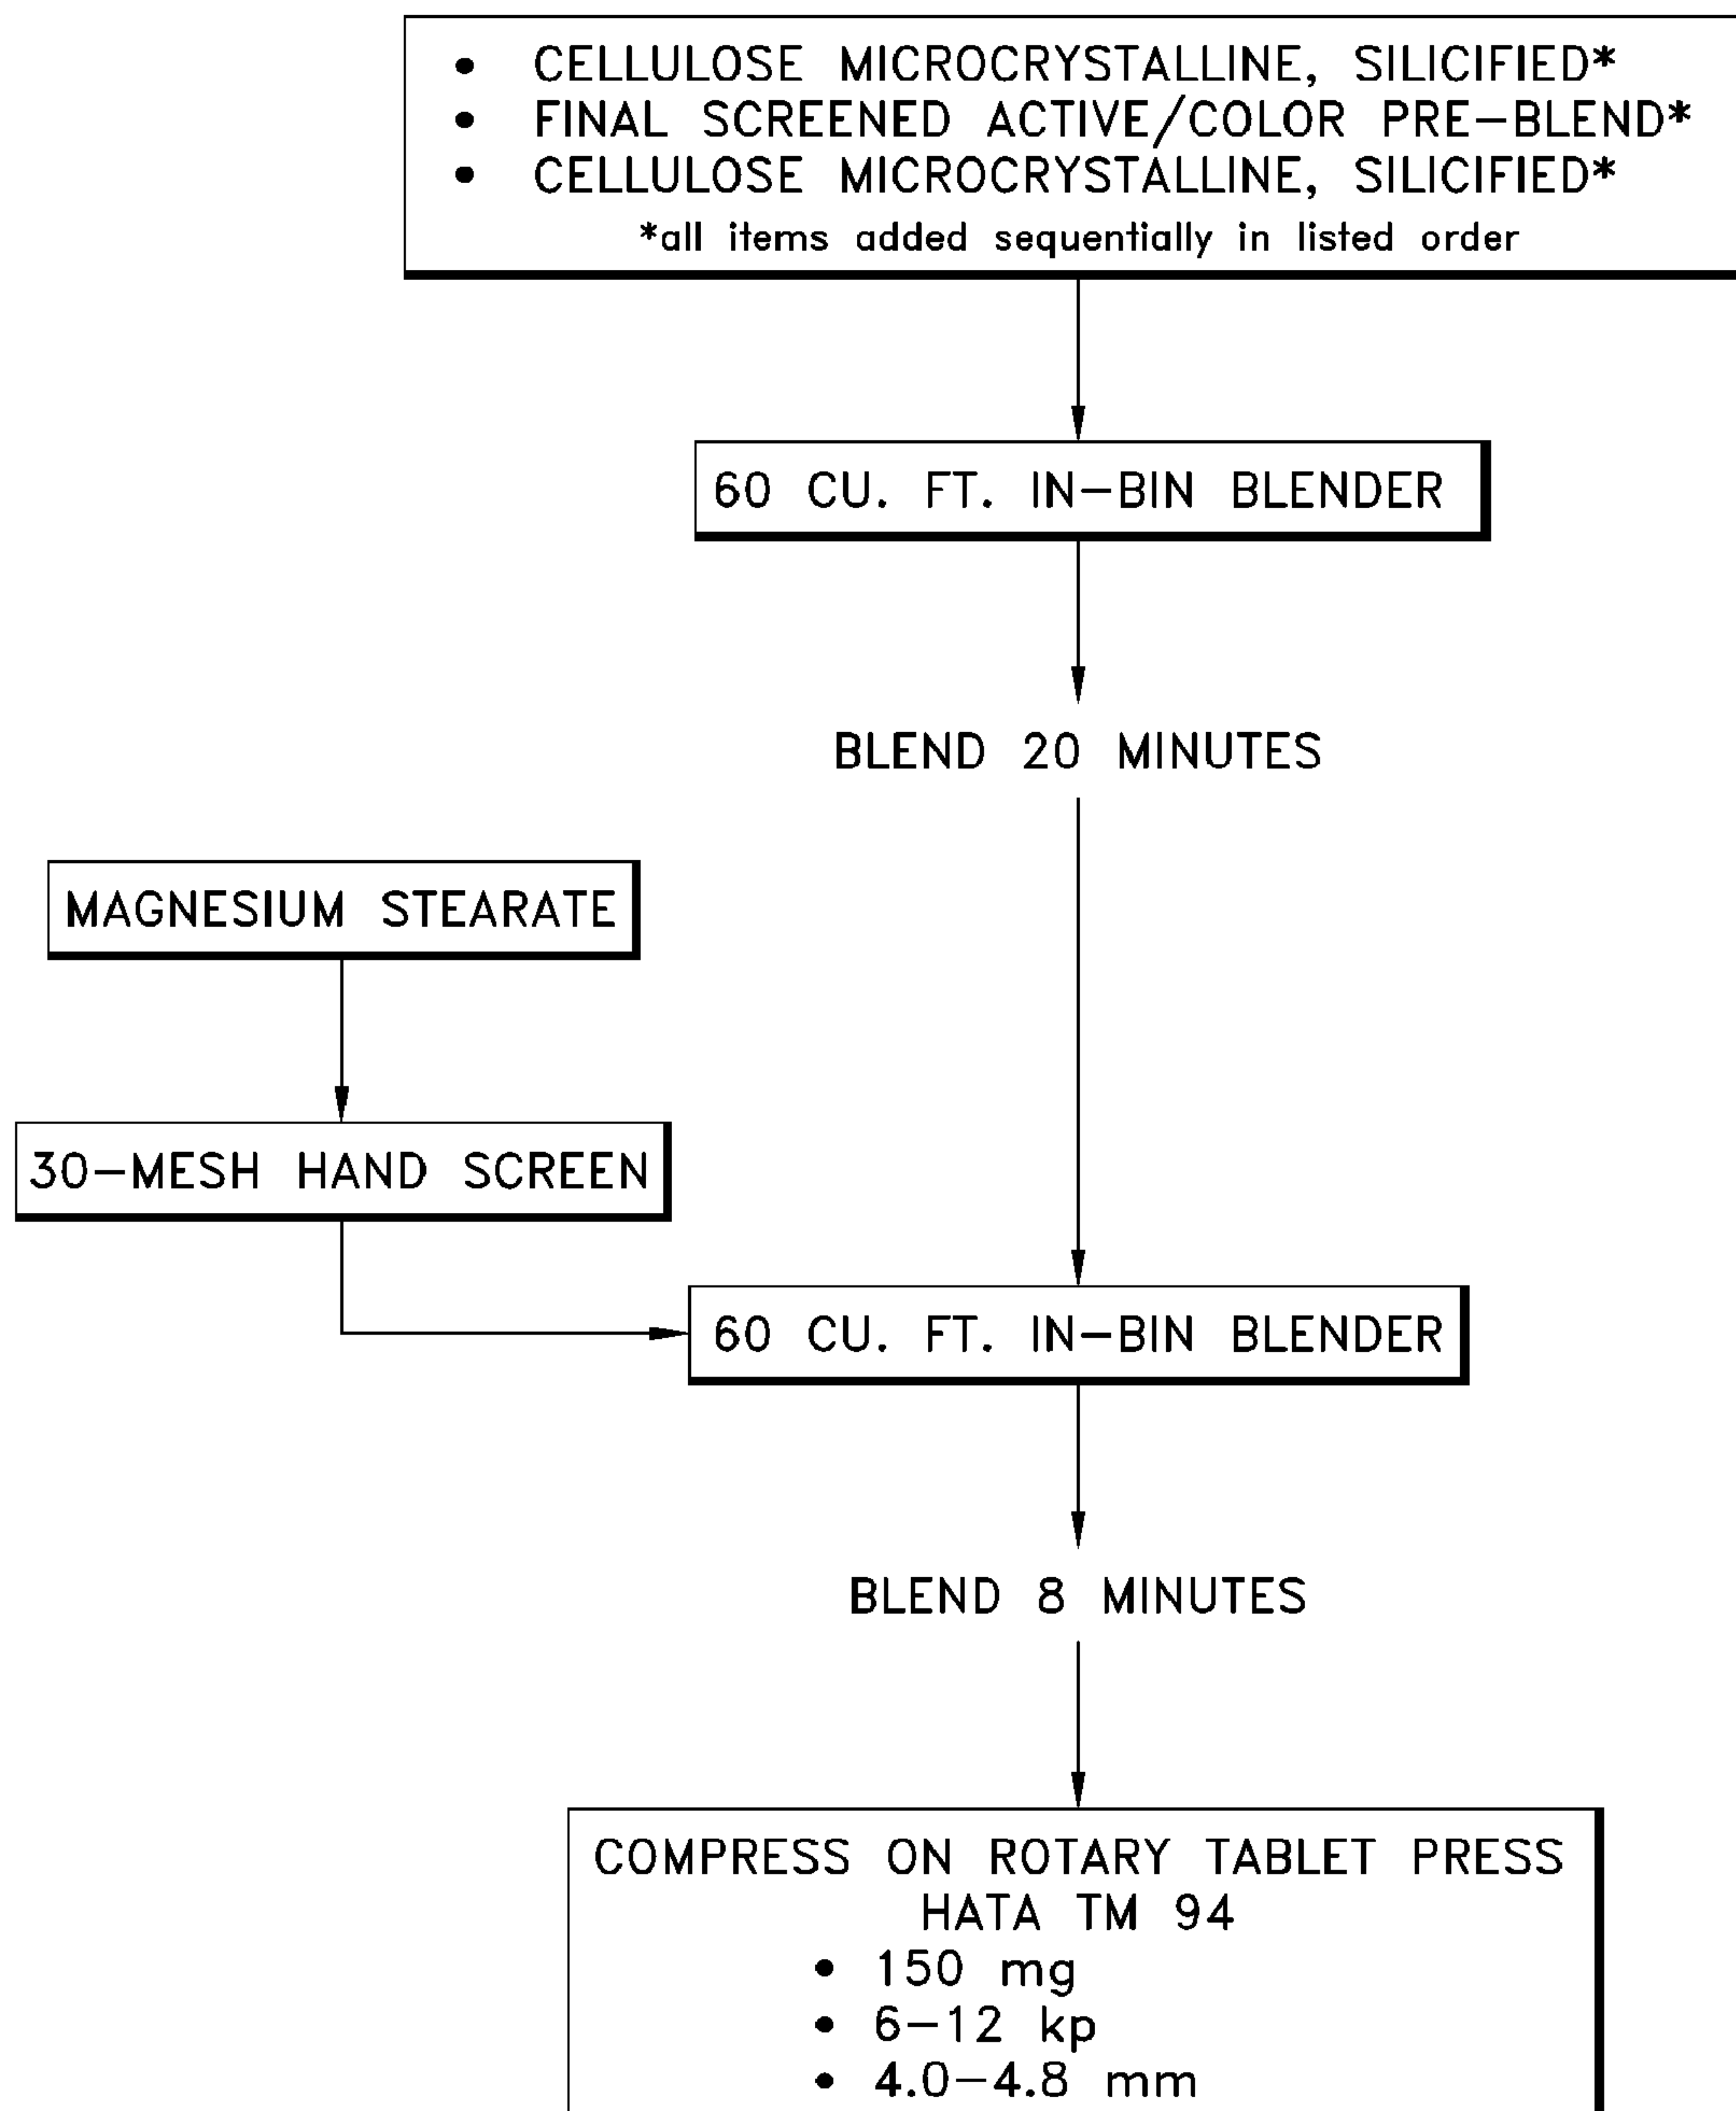 • CELLULOSE MICROCRYSTALLINE, SILICIFIED*
• FINAL SCREENED ACTIVE/COLOR PRE-BLEND*
• CELLULOSE MICROCRYSTALLINE, SILICIFIED*
*all items added sequentially in listed order
60 CU. FT. IN-BIN BLENDER
BLEND 20 MINUTES
MAGNESIUM STEARATE
30-MESH HAND SCREEN
60 CU. FT. IN-BIN BLENDER
BLEND 8 MINUTES
COMPRESS ON ROTARY TABLET PRESS
HATA TM 94
• 150 mg
• 6-12 kp
• 4.0-4.8 mm